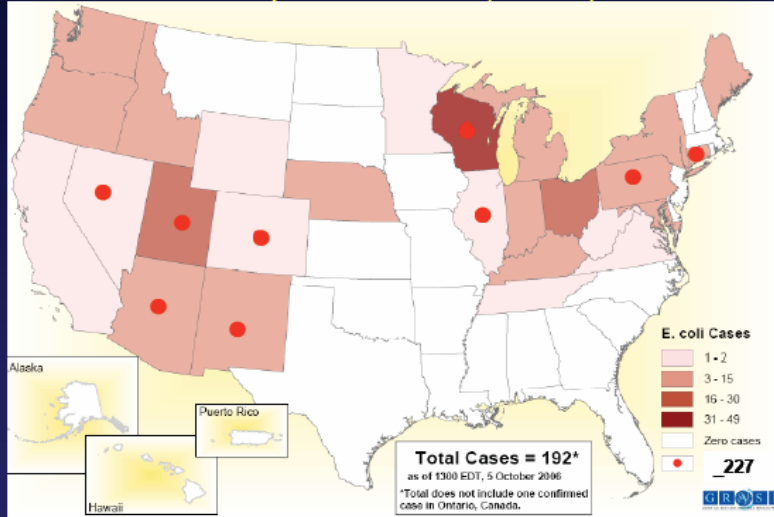 E. coli Cases
1 - 2
3 - 15
16 - 30
31 - 49
Zero cases
_227
Alaska
Puerto Rico
Hawaii
Total Cases = 192*
as of 1300 EDT, 5 October 2006
*Total does not include one confirmed
case in Ontario, Canada.